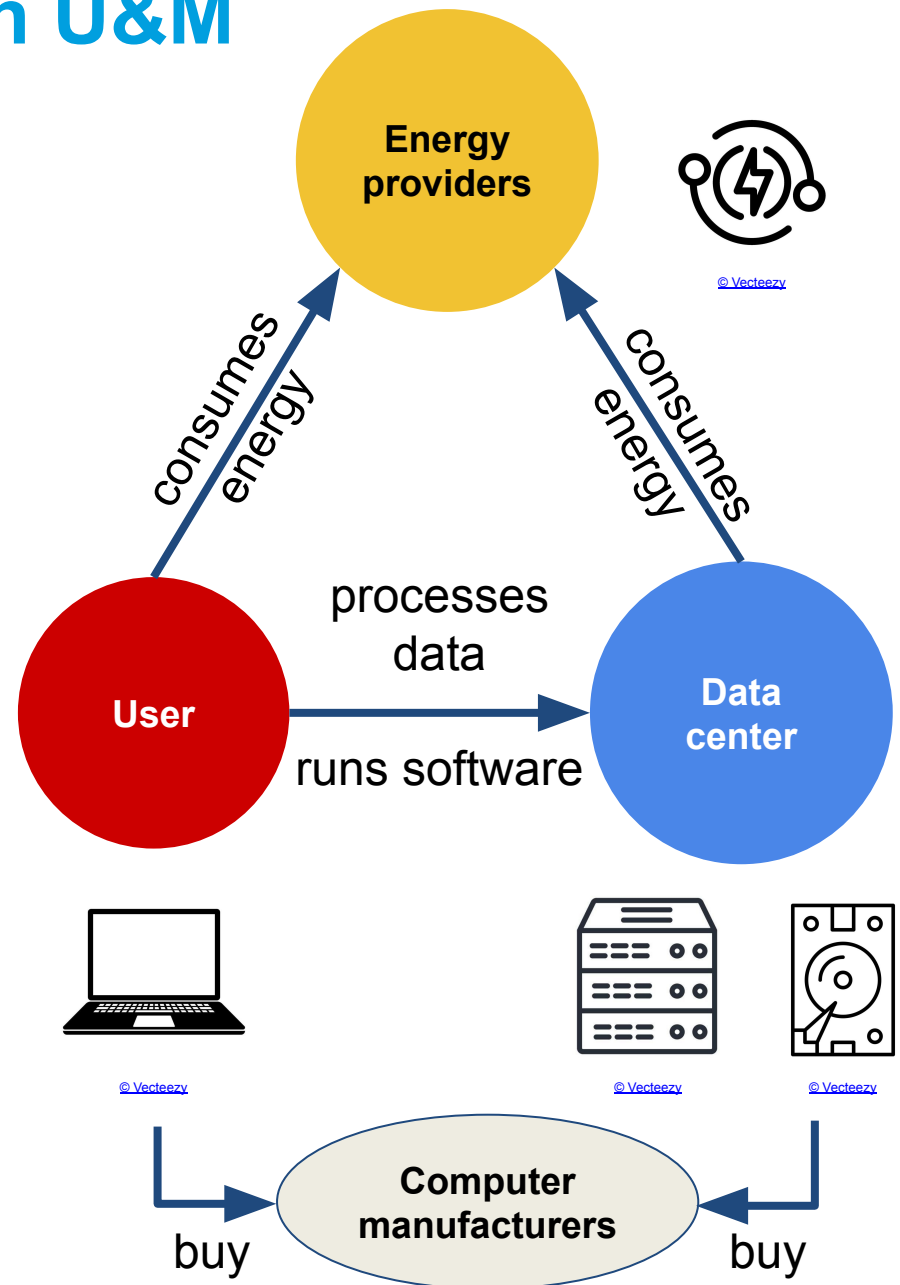 n U&M
Energy
providers
© Vecteezy
consumes
energy
consumes
energy
processes
data
User
Data
center
runs software
© Vecteezy
© Vecteezy
© Vecteezy
Computer
manufacturers
buy
buy